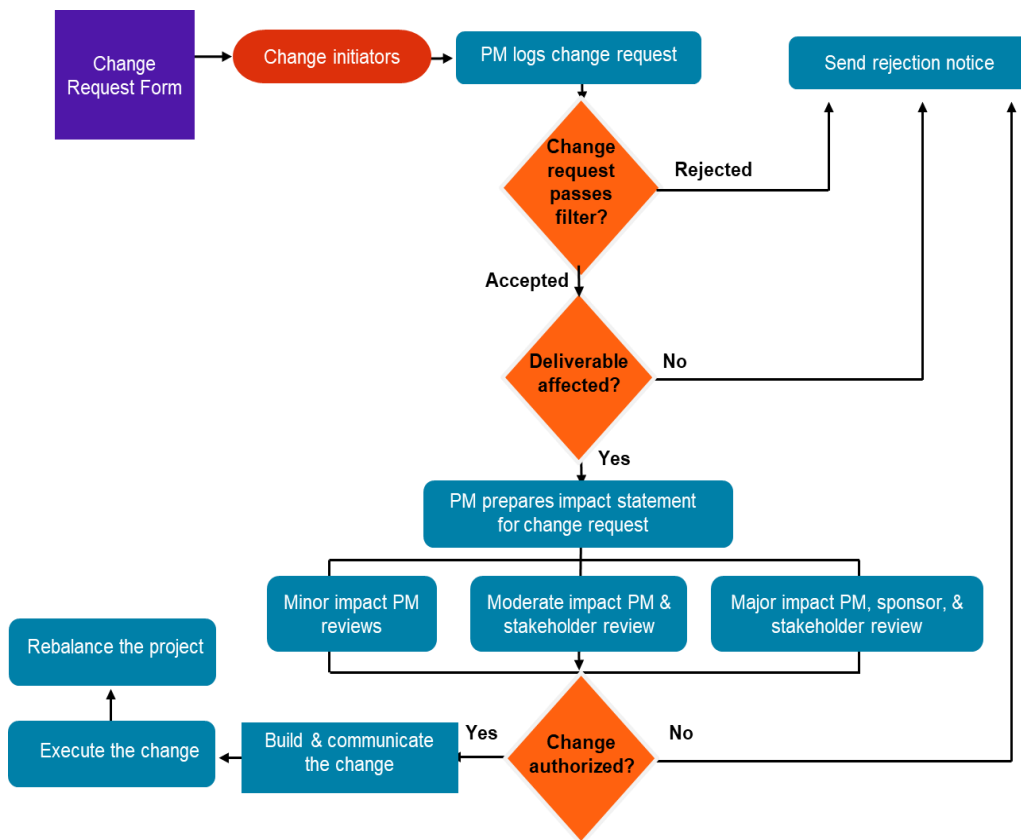 Change
Request Form
Change initiators
PM logs change request
Send rejection notice
Change
request
passes
filter?
Rejected
Accepted
Deliverable
affected?
No
Yes
PM prepares impact statement
for change request
Minor impact PM
reviews
Moderate impact PM &
stakeholder review
Major impact PM, sponsor, &
stakeholder review
Rebalance the project
Execute the change
Build & communicate
the change
Yes
Change
authorized?
No